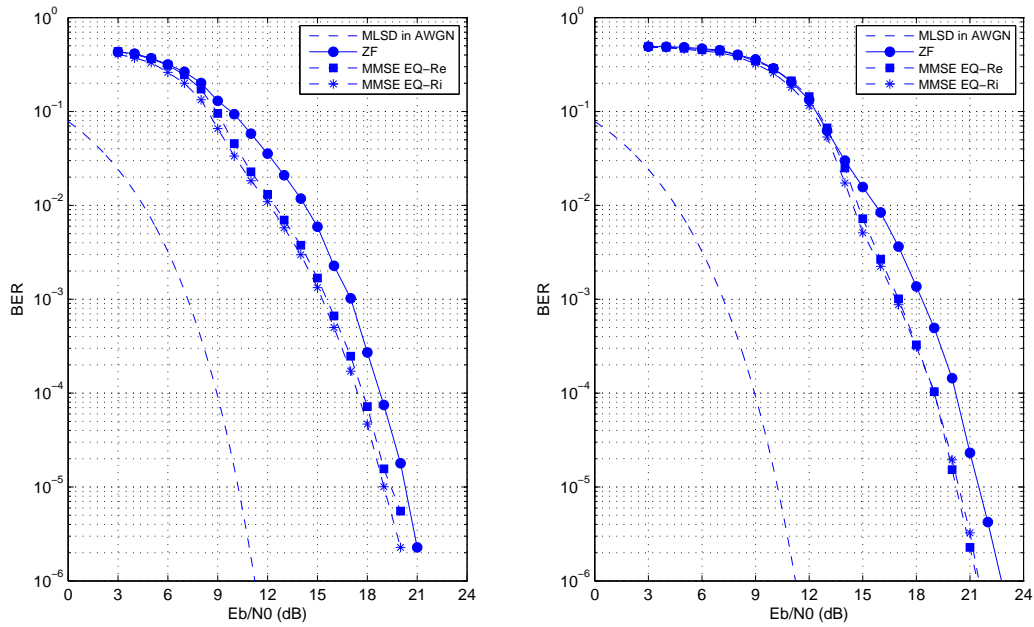 10^0
10^-1
10^-2
10^-3
10^-4
10^-5
10^-6
BER
0 3 6 9 12 15 18 21 24
Eb/N0 (dB)
MLSD in AWGN
ZF
MMSE EQ−Re
MMSE EQ−Ri
10^0
10^-1
10^-2
10^-3
10^-4
10^-5
10^-6
BER
0 3 6 9 12 15 18 21 24
Eb/N0 (dB)
MLSD in AWGN
ZF
MMSE EQ−Re
MMSE EQ−Ri